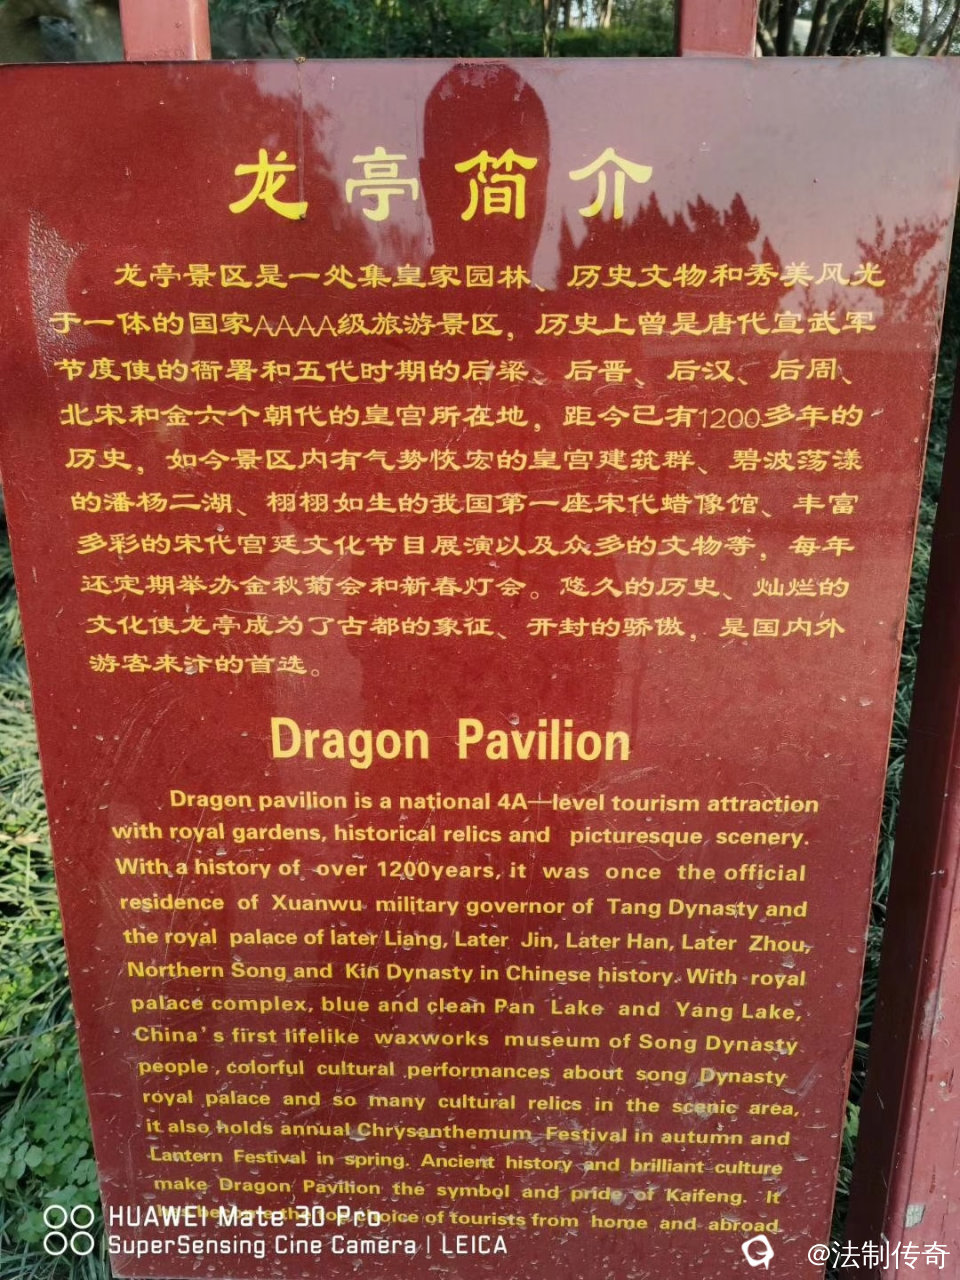 龙亭简介
龙亭景区是一处集皇家园林、历史文物和秀美风光
于一体的国家AAAA级旅游景区，历史上曾是唐代宣武军
节度使的衙署和五代时期的后梁、后晋、后汉、后周、
北宋和金六个朝代的皇宫所在地，距今已有1200多年的
历史，如今景区内有气势恢宏的皇宫建筑群、碧波荡漾
的潘杨二湖、栩栩如生的我国第一座宋代蜡像馆、丰富
多彩的宋代宫廷文化节目展演以及众多的文物等，每年
还定期举办金秋菊会和新春灯会。悠久的历史、灿烂的
文化使龙亭成为了古都的象征、开封的骄傲，是国内外
游客来汴的首选。
Dragon Pavilion
Dragon pavilion is a national 4A—level tourism attraction
with royal gardens, historical relics and picturesque scenery.
With a history of over 1200years, it was once the official
residence of Xuanwu military governor of Tang Dynasty and
the royal palace of later Liang, Later Jin, Later Han, Later Zhou,
Northern Song and Kin Dynasty in Chinese history. With royal
palace complex, blue and clean Pan Lake and Yang Lake,
China's first lifelike waxworks museum of Song Dynasty
people, colorful cultural performances about song Dynasty
royal palace and so many cultural relics in the scenic area,
it also holds annual Chrysanthemum Festival in autumn and
Lantern Festival in spring. Ancient history and brilliant culture
make Dragon Pavilion the symbol and pride of Kaifeng. It
has become the top choice of tourists from home and abroad.
HUAWEI Mate 30 Pro
SuperSensing Cine Camera | LEICA
@法制传奇